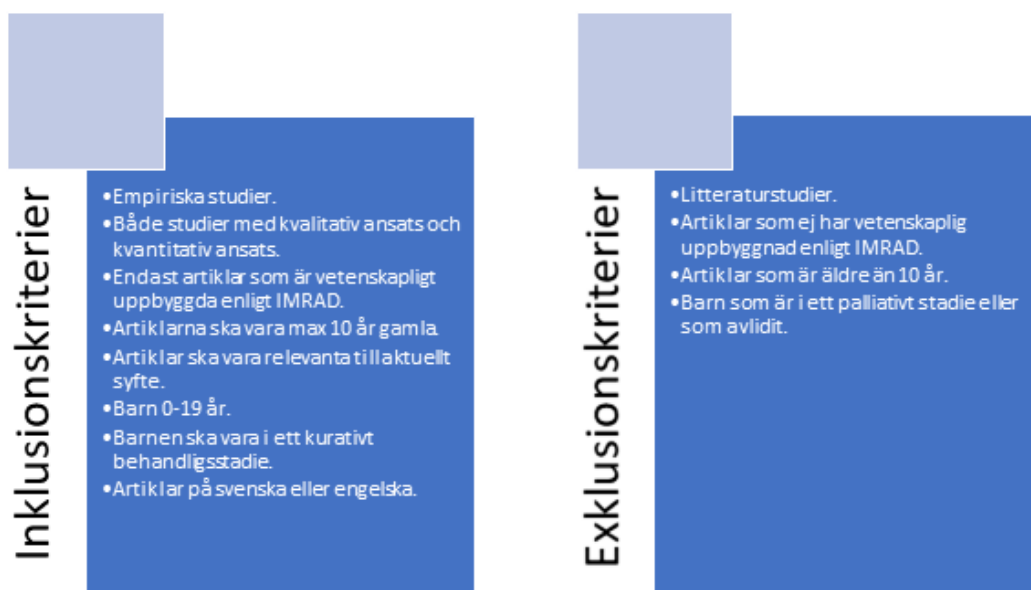 Inklusionskriterier
•Empiriska studier.
•Både studier med kvalitativ ansats och
kvantitativ ansats.
•Endast artiklar som är vetenskapligt
uppbyggda enligt IMRAD.
•Artiklarna ska vara max 10 år gamla.
•Artiklar ska vara relevanta till aktuellt
syfte.
•Barn 0-19 år.
•Barnen ska vara i ett kurativt
behandligsstadie.
•Artiklar på svenska eller engelska.
Exklusionskriterier
•Litteraturstudier.
•Artiklar som ej har vetenskaplig
uppbyggnad enligt IMRAD.
•Artiklar som är äldre än 10 år.
•Barn som är i ett palliativt stadie eller
som avlidit.